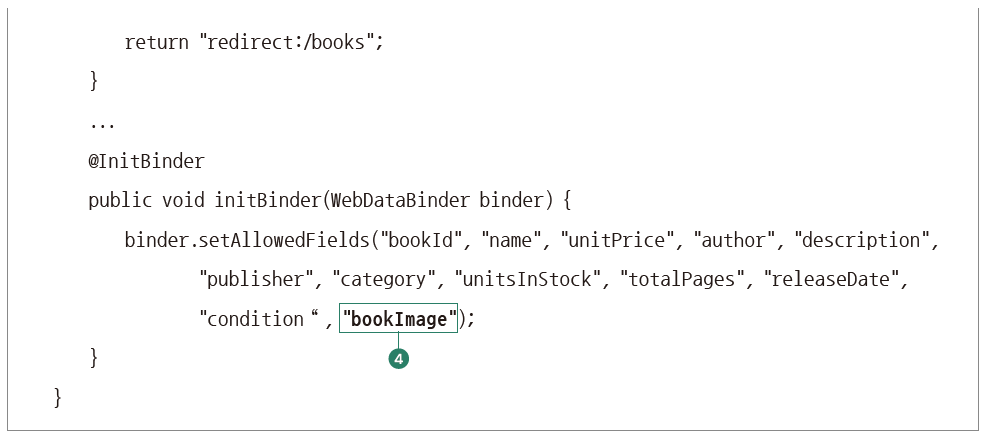 return "redirect:/books";
}
...
@InitBinder
public void initBinder(WebDataBinder binder) {
binder.setAllowedFields("bookId", "name", "unitPrice", "author", "description",
"publisher", "category", "unitsInStock", "totalPages", "releaseDate",
"condition “ , "bookImage");
}
4
}